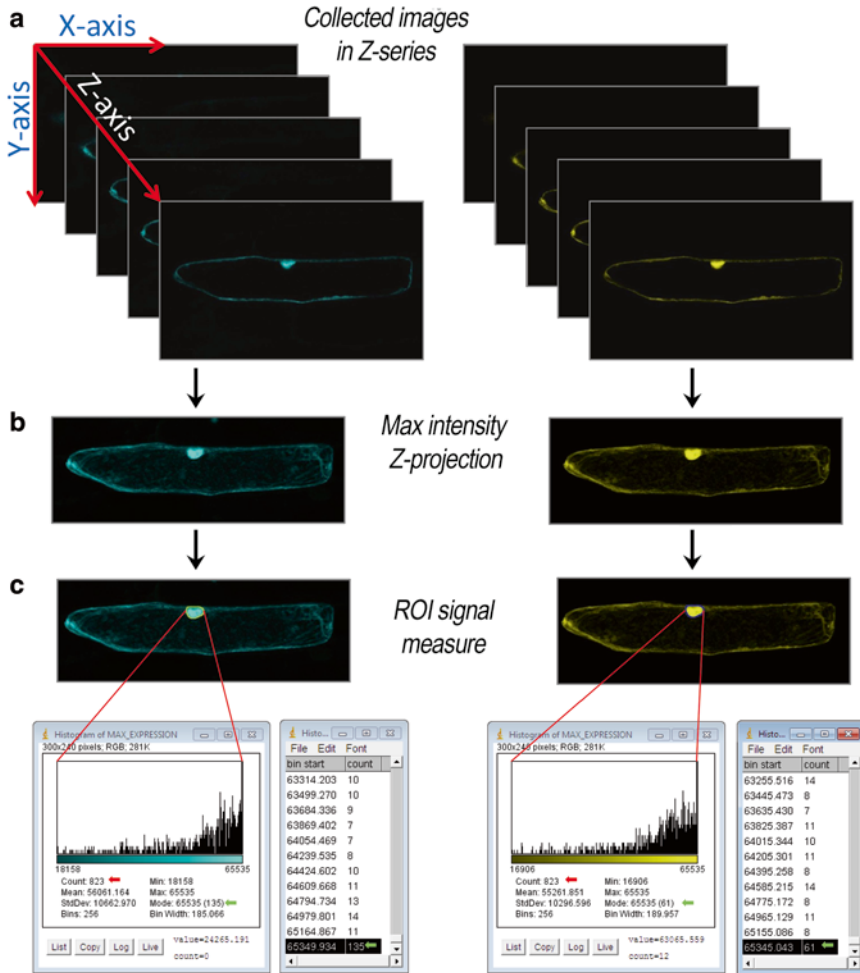 a
X-axis
Y-axis
Z-axis
Collected images
in Z-series
b
Max intensity
Z-projection
c
ROI signal
measure
Histogram of MAX_EXPRESSION
300x240 pixels; RGB; 281K
18158 65535
Count: 823 Min: 18158
Mean: 56061.164 Max: 65535
StdDev: 10662.970 Mode: 65535 (135)
Bins: 256 Bin Width: 185.066
List Copy Log Live value=24265.191
count=0
Histo...
File Edit Font
bin start count
63314.203 10
63499.270 10
63684.336 9
63869.402 7
64054.469 7
64239.535 8
64424.602 10
64609.668 11
64794.734 13
64979.801 14
65164.867 11
65349.934 135
Histogram of MAX_EXPRESSION
300x240 pixels; RGB; 281K
16906 65535
Count: 823 Min: 16906
Mean: 55261.851 Max: 65535
StdDev: 10296.596 Mode: 65535 (61)
Bins: 256 Bin Width: 189.957
List Copy Log Live value=63065.559
count=12
Histo...
File Edit Font
bin start count
63255.516 14
63445.473 8
63635.430 7
63825.387 11
64015.344 10
64205.301 11
64395.258 8
64585.215 14
64775.172 8
64965.129 11
65155.086 8
65345.043 61